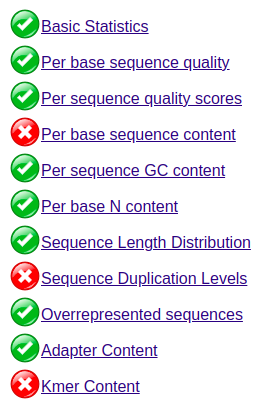 Basic Statistics
Per base sequence quality
Per sequence quality scores
Per base sequence content
Per sequence GC content
Per base N content
Sequence Length Distribution
Sequence Duplication Levels
Overrepresented sequences
Adapter Content
Kmer Content